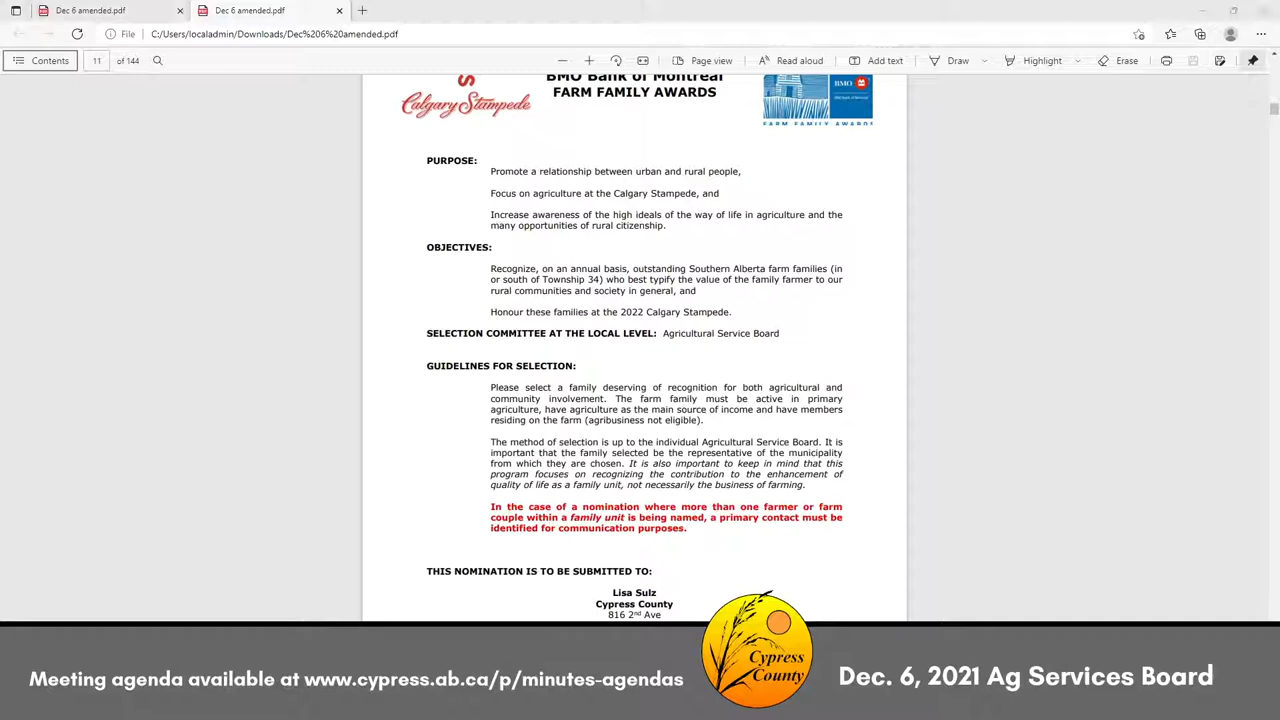 Dec 6 amended.pdf
Dec 6 amended.pdf
File C:/Users/localadmin/Downloads/Dec%206%20amended.pdf
Contents 11 of 144 Page view Read aloud Add text Draw Highlight Erase
S
Calgary Stampede
BMO Bank of Montreal
FARM FAMILY AWARDS
BMO
FARM FAMILY AWARDS
PURPOSE:
Promote a relationship between urban and rural people,
Focus on agriculture at the Calgary Stampede, and
Increase awareness of the high ideals of the way of life in agriculture and the
many opportunities of rural citizenship.
OBJECTIVES:
Recognize, on an annual basis, outstanding Southern Alberta farm families (in
or south of Township 34) who best typify the value of the family farmer to our
rural communities and society in general, and
Honour these families at the 2022 Calgary Stampede.
SELECTION COMMITTEE AT THE LOCAL LEVEL: Agricultural Service Board
GUIDELINES FOR SELECTION:
Please select a family deserving of recognition for both agricultural and
community involvement. The farm family must be active in primary
agriculture, have agriculture as the main source of income and have members
residing on the farm (agribusiness not eligible).
The method of selection is up to the individual Agricultural Service Board. It is
important that the family selected be the representative of the municipality
from which they are chosen. It is also important to keep in mind that this
program focuses on recognizing the contribution to the enhancement of
quality of life as a family unit, not necessarily the business of farming.
In the case of a nomination where more than one farmer or farm
couple within a family unit is being named, a primary contact must be
identified for communication purposes.
THIS NOMINATION IS TO BE SUBMITTED TO:
Lisa Sulz
Cypress County
816 2nd Ave
Meeting agenda available at www.cypress.ab.ca/p/minutes-agendas
Cypress
County
Dec. 6, 2021 Ag Services Board